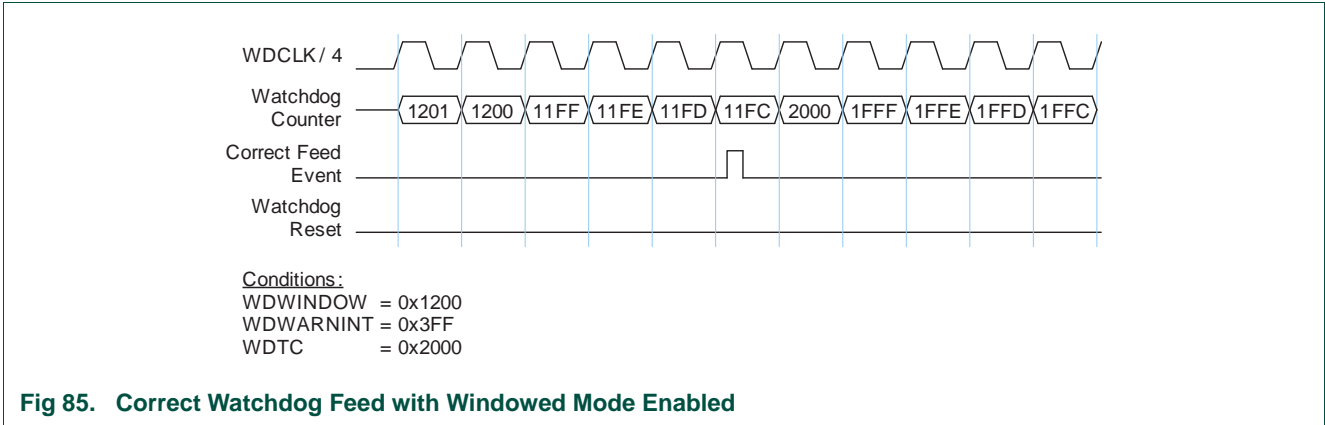 WDCLK / 4
Watchdog
Counter
1201 1200 11FF 11FE 11FD 11FC 2000 1FFF 1FFE 1FFD 1FFC
Correct Feed
Event
Watchdog
Reset
Conditions:
WDWINDOW = 0x1200
WDWARNINT = 0x3FF
WDTC = 0x2000
Fig 85. Correct Watchdog Feed with Windowed Mode Enabled